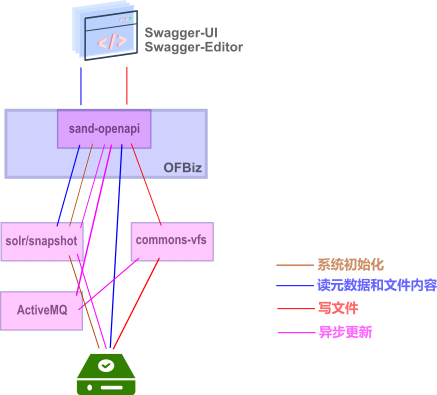 </>
Swagger-UI
Swagger-Editor
sand-openapi
OFBiz
solr/snapshot
commons-vfs
ActiveMQ
系统初始化
读元数据和文件内容
写文件
异步更新